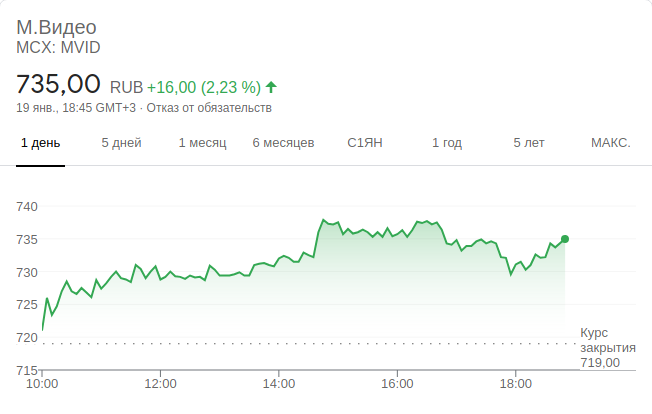 М.Видео
MCX: MVID
735,00 RUB +16,00 (2,23 %)
19 янв., 18:45 GMT+3 · Отказ от обязательств
1 день 5 дней 1 месяц 6 месяцев С1ЯН 1 год 5 лет МАКС.
740
735
730
725
720
715
Курс
закрытия
719,00
10:00 12:00 14:00 16:00 18:00